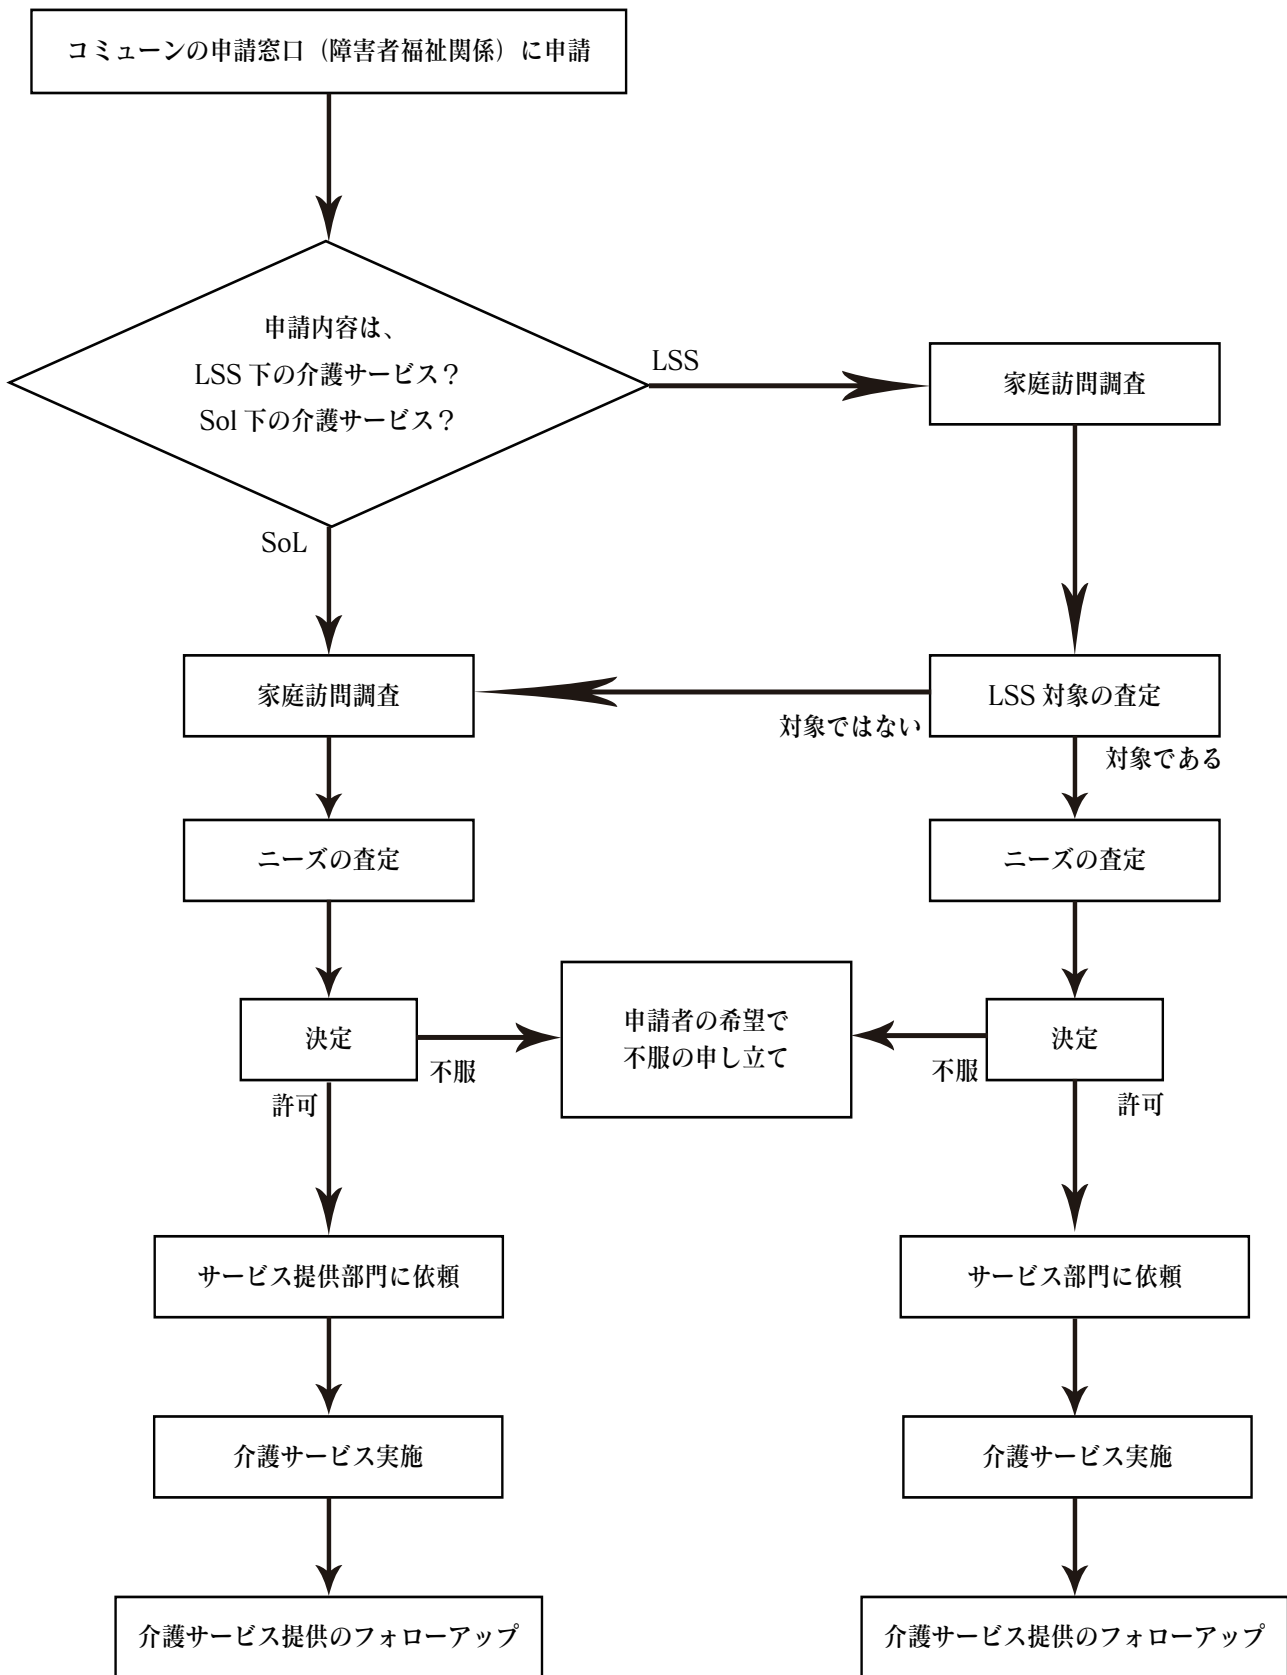 コミューンの申請窓口（障害者福祉関係）に申請
申請内容は、
LSS 下の介護サービス？
Sol 下の介護サービス？
LSS
家庭訪問調査
SoL
家庭訪問調査
LSS 対象の査定
対象ではない
対象である
ニーズの査定
ニーズの査定
決定
不服
申請者の希望で
不服の申し立て
不服
決定
許可
許可
サービス提供部門に依頼
サービス部門に依頼
介護サービス実施
介護サービス実施
介護サービス提供のフォローアップ
介護サービス提供のフォローアップ